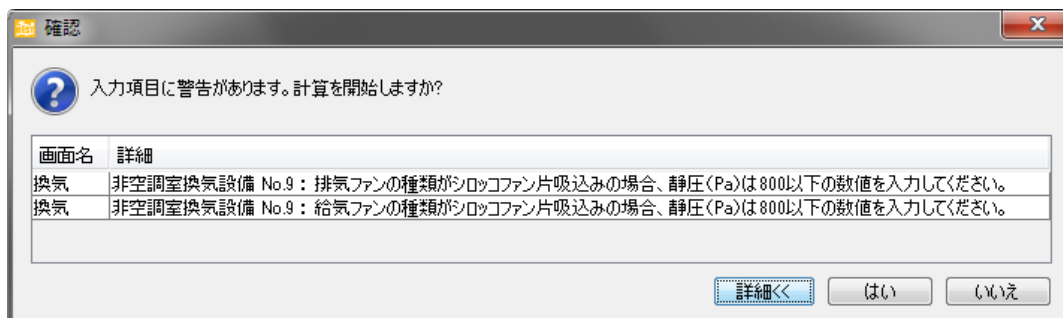 確認
入力項目に警告があります。計算を開始しますか?
画面名 詳細
換気 非空調室換気設備 No.9: 排気ファンの種類がシロッコファン片吸込みの場合、静圧(Pa)は800以下の数値を入力してください。
換気 非空調室換気設備 No.9: 給気ファンの種類がシロッコファン片吸込みの場合、静圧(Pa)は800以下の数値を入力してください。
詳細<< はい いいえ